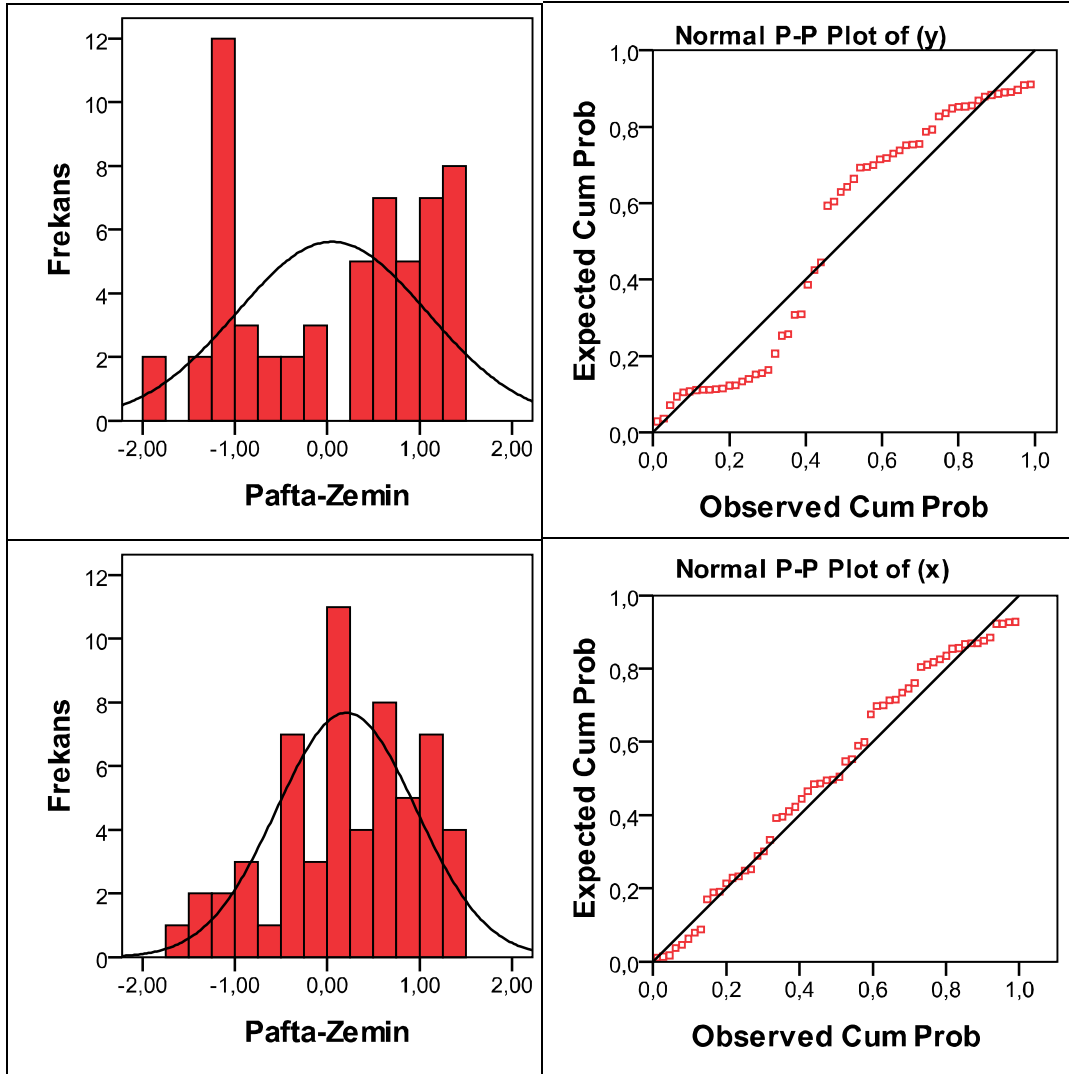 12
10
8
6
4
2
0
Frekans
-2,00 -1,00 0,00 1,00 2,00
Pafta-Zemin
Normal P-P Plot of (y)
1,0
0,8
0,6
0,4
0,2
0,0
Expected Cum Prob
0,0 0,2 0,4 0,6 0,8 1,0
Observed Cum Prob
12
10
8
6
4
2
0
Frekans
-2,00 -1,00 0,00 1,00 2,00
Pafta-Zemin
Normal P-P Plot of (x)
1,0
0,8
0,6
0,4
0,2
0,0
Expected Cum Prob
0,0 0,2 0,4 0,6 0,8 1,0
Observed Cum Prob